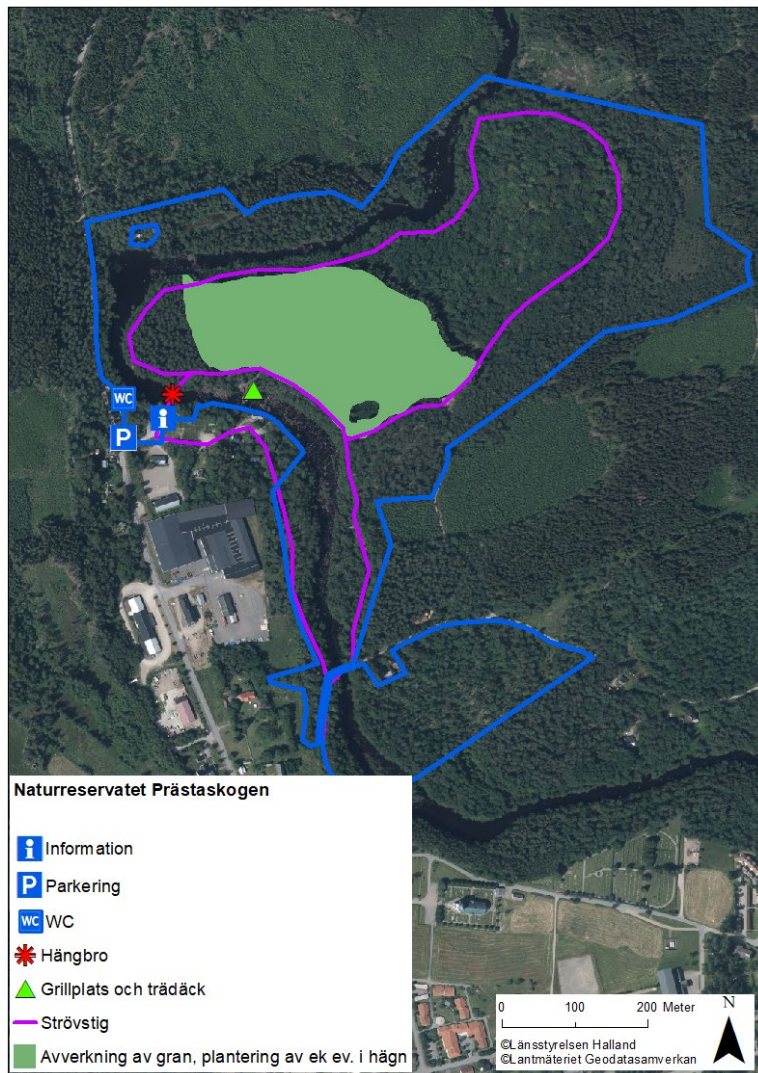 WC
i
P
Naturreservatet Prästaskogen
i Information
P Parkering
WC WC
Hängbro
Grillplats och trädäck
Strövstig
Avverkning av gran, plantering av ek ev. i hägn
0 100 200 Meter
N
©Länsstyrelsen Halland
©Lantmäteriet Geodatasamverkan